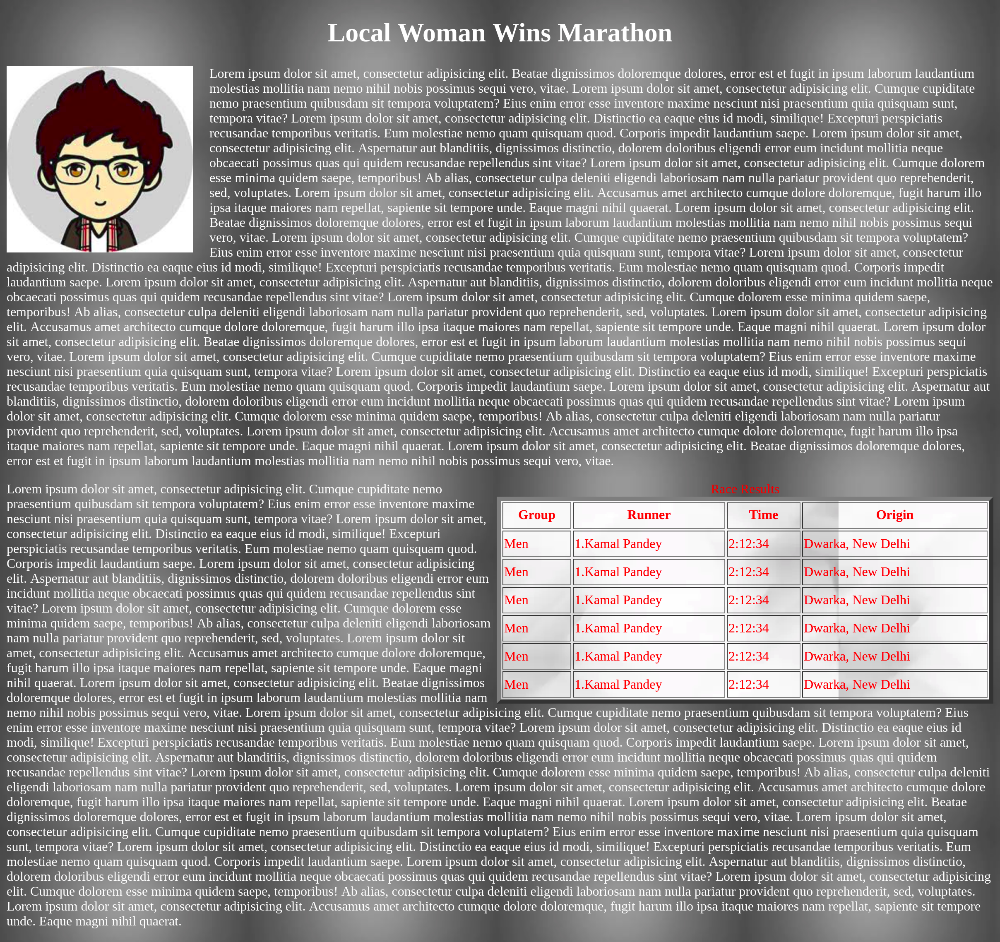 Local Woman Wins Marathon
Lorem ipsum dolor sit amet, consectetur adipisicing elit. Beatae dignissimos doloremque dolores, error est et fugit in ipsum laborum laudantium
molestias mollitia nam nemo nihil nobis possimus sequi vero, vitae. Lorem ipsum dolor sit amet, consectetur adipisicing elit. Cumque cupiditate
nemo praesentium quibusdam sit tempora voluptatem? Eius enim error esse inventore maxime nesciunt nisi praesentium quia quisquam sunt,
tempora vitae? Lorem ipsum dolor sit amet, consectetur adipisicing elit. Distinctio ea eaque eius id modi, similique! Excepturi perspiciatis
recusandae temporibus veritatis. Eum molestiae nemo quam quisquam quod. Corporis impedit laudantium saepe. Lorem ipsum dolor sit amet,
consectetur adipisicing elit. Aspernatur aut blanditiis, dignissimos distinctio, dolorem doloribus eligendi error eum incidunt mollitia neque
obcaecati possimus quas qui quidem recusandae repellendus sint vitae? Lorem ipsum dolor sit amet, consectetur adipisicing elit. Cumque dolorem
esse minima quidem saepe, temporibus! Ab alias, consectetur culpa deleniti eligendi laboriosam nam nulla pariatur provident quo reprehenderit,
sed, voluptates. Lorem ipsum dolor sit amet, consectetur adipisicing elit. Accusamus amet architecto cumque dolore doloremque, fugit harum illo
ipsa itaque maiores nam repellat, sapiente sit tempore unde. Eaque magni nihil quaerat. Lorem ipsum dolor sit amet, consectetur adipisicing elit.
Beatae dignissimos doloremque dolores, error est et fugit in ipsum laborum laudantium molestias mollitia nam nemo nihil nobis possimus sequi
vero, vitae. Lorem ipsum dolor sit amet, consectetur adipisicing elit. Cumque cupiditate nemo praesentium quibusdam sit tempora voluptatem?
Eius enim error esse inventore maxime nesciunt nisi praesentium quia quisquam sunt, tempora vitae? Lorem ipsum dolor sit amet, consectetur
adipisicing elit. Distinctio ea eaque eius id modi, similique! Excepturi perspiciatis recusandae temporibus veritatis. Eum molestiae nemo quam quisquam quod. Corporis impedit
laudantium saepe. Lorem ipsum dolor sit amet, consectetur adipisicing elit. Aspernatur aut blanditiis, dignissimos distinctio, dolorem doloribus eligendi error eum incidunt mollitia neque
obcaecati possimus quas qui quidem recusandae repellendus sint vitae? Lorem ipsum dolor sit amet, consectetur adipisicing elit. Cumque dolorem esse minima quidem saepe,
temporibus! Ab alias, consectetur culpa deleniti eligendi laboriosam nam nulla pariatur provident quo reprehenderit, sed, voluptates. Lorem ipsum dolor sit amet, consectetur adipisicing
elit. Accusamus amet architecto cumque dolore doloremque, fugit harum illo ipsa itaque maiores nam repellat, sapiente sit tempore unde. Eaque magni nihil quaerat. Lorem ipsum dolor
sit amet, consectetur adipisicing elit. Beatae dignissimos doloremque dolores, error est et fugit in ipsum laborum laudantium molestias mollitia nam nemo nihil nobis possimus sequi
vero, vitae. Lorem ipsum dolor sit amet, consectetur adipisicing elit. Cumque cupiditate nemo praesentium quibusdam sit tempora voluptatem? Eius enim error esse inventore maxime
nesciunt nisi praesentium quia quisquam sunt, tempora vitae? Lorem ipsum dolor sit amet, consectetur adipisicing elit. Distinctio ea eaque eius id modi, similique! Excepturi perspiciatis
recusandae temporibus veritatis. Eum molestiae nemo quam quisquam quod. Corporis impedit laudantium saepe. Lorem ipsum dolor sit amet, consectetur adipisicing elit. Aspernatur aut
blanditiis, dignissimos distinctio, dolorem doloribus eligendi error eum incidunt mollitia neque obcaecati possimus quas qui quidem recusandae repellendus sint vitae? Lorem ipsum
dolor sit amet, consectetur adipisicing elit. Cumque dolorem esse minima quidem saepe, temporibus! Ab alias, consectetur culpa deleniti eligendi laboriosam nam nulla pariatur
provident quo reprehenderit, sed, voluptates. Lorem ipsum dolor sit amet, consectetur adipisicing elit. Accusamus amet architecto cumque dolore doloremque, fugit harum illo ipsa
itaque maiores nam repellat, sapiente sit tempore unde. Eaque magni nihil quaerat. Lorem ipsum dolor sit amet, consectetur adipisicing elit. Beatae dignissimos doloremque dolores,
error est et fugit in ipsum laborum laudantium molestias mollitia nam nemo nihil nobis possimus sequi vero, vitae.
Race Results
Group Runner Time Origin
Men 1.Kamal Pandey 2:12:34 Dwarka, New Delhi
Men 1.Kamal Pandey 2:12:34 Dwarka, New Delhi
Men 1.Kamal Pandey 2:12:34 Dwarka, New Delhi
Men 1.Kamal Pandey 2:12:34 Dwarka, New Delhi
Men 1.Kamal Pandey 2:12:34 Dwarka, New Delhi
Men 1.Kamal Pandey 2:12:34 Dwarka, New Delhi
Lorem ipsum dolor sit amet, consectetur adipisicing elit. Cumque cupiditate nemo
praesentium quibusdam sit tempora voluptatem? Eius enim error esse inventore maxime
nesciunt nisi praesentium quia quisquam sunt, tempora vitae? Lorem ipsum dolor sit amet,
consectetur adipisicing elit. Distinctio ea eaque eius id modi, similique! Excepturi
perspiciatis recusandae temporibus veritatis. Eum molestiae nemo quam quisquam quod.
Corporis impedit laudantium saepe. Lorem ipsum dolor sit amet, consectetur adipisicing
elit. Aspernatur aut blanditiis, dignissimos distinctio, dolorem doloribus eligendi error eum
incidunt mollitia neque obcaecati possimus quas qui quidem recusandae repellendus sint
vitae? Lorem ipsum dolor sit amet, consectetur adipisicing elit. Cumque dolorem esse
minima quidem saepe, temporibus! Ab alias, consectetur culpa deleniti eligendi laboriosam
nam nulla pariatur provident quo reprehenderit, sed, voluptates. Lorem ipsum dolor sit
amet, consectetur adipisicing elit. Accusamus amet architecto cumque dolore doloremque,
fugit harum illo ipsa itaque maiores nam repellat, sapiente sit tempore unde. Eaque magni
nihil quaerat. Lorem ipsum dolor sit amet, consectetur adipisicing elit. Beatae dignissimos
doloremque dolores, error est et fugit in ipsum laborum laudantium molestias mollitia nam
nemo nihil nobis possimus sequi vero, vitae. Lorem ipsum dolor sit amet, consectetur adipisicing elit. Cumque cupiditate nemo praesentium quibusdam sit tempora voluptatem? Eius
enim error esse inventore maxime nesciunt nisi praesentium quia quisquam sunt, tempora vitae? Lorem ipsum dolor sit amet, consectetur adipisicing elit. Distinctio ea eaque eius id
modi, similique! Excepturi perspiciatis recusandae temporibus veritatis. Eum molestiae nemo quam quisquam quod. Corporis impedit laudantium saepe. Lorem ipsum dolor sit amet,
consectetur adipisicing elit. Aspernatur aut blanditiis, dignissimos distinctio, dolorem doloribus eligendi error eum incidunt mollitia neque obcaecati possimus quas qui quidem
recusandae repellendus sint vitae? Lorem ipsum dolor sit amet, consectetur adipisicing elit. Cumque dolorem esse minima quidem saepe, temporibus! Ab alias, consectetur culpa deleniti
eligendi laboriosam nam nulla pariatur provident quo reprehenderit, sed, voluptates. Lorem ipsum dolor sit amet, consectetur adipisicing elit. Accusamus amet architecto cumque dolore
doloremque, fugit harum illo ipsa itaque maiores nam repellat, sapiente sit tempore unde. Eaque magni nihil quaerat. Lorem ipsum dolor sit amet, consectetur adipisicing elit. Beatae
dignissimos doloremque dolores, error est et fugit in ipsum laborum laudantium molestias mollitia nam nemo nihil nobis possimus sequi vero, vitae. Lorem ipsum dolor sit amet,
consectetur adipisicing elit. Cumque cupiditate nemo praesentium quibusdam sit tempora voluptatem? Eius enim error esse inventore maxime nesciunt nisi praesentium quia quisquam
sunt, tempora vitae? Lorem ipsum dolor sit amet, consectetur adipisicing elit. Distinctio ea eaque eius id modi, similique! Excepturi perspiciatis recusandae temporibus veritatis. Eum
molestiae nemo quam quisquam quod. Corporis impedit laudantium saepe. Lorem ipsum dolor sit amet, consectetur adipisicing elit. Aspernatur aut blanditiis, dignissimos distinctio,
dolorem doloribus eligendi error eum incidunt mollitia neque obcaecati possimus quas qui quidem recusandae repellendus sint vitae? Lorem ipsum dolor sit amet, consectetur adipisicing
elit. Cumque dolorem esse minima quidem saepe, temporibus! Ab alias, consectetur culpa deleniti eligendi laboriosam nam nulla pariatur provident quo reprehenderit, sed, voluptates.
Lorem ipsum dolor sit amet, consectetur adipisicing elit. Accusamus amet architecto cumque dolore doloremque, fugit harum illo ipsa itaque maiores nam repellat, sapiente sit tempore
unde. Eaque magni nihil quaerat.